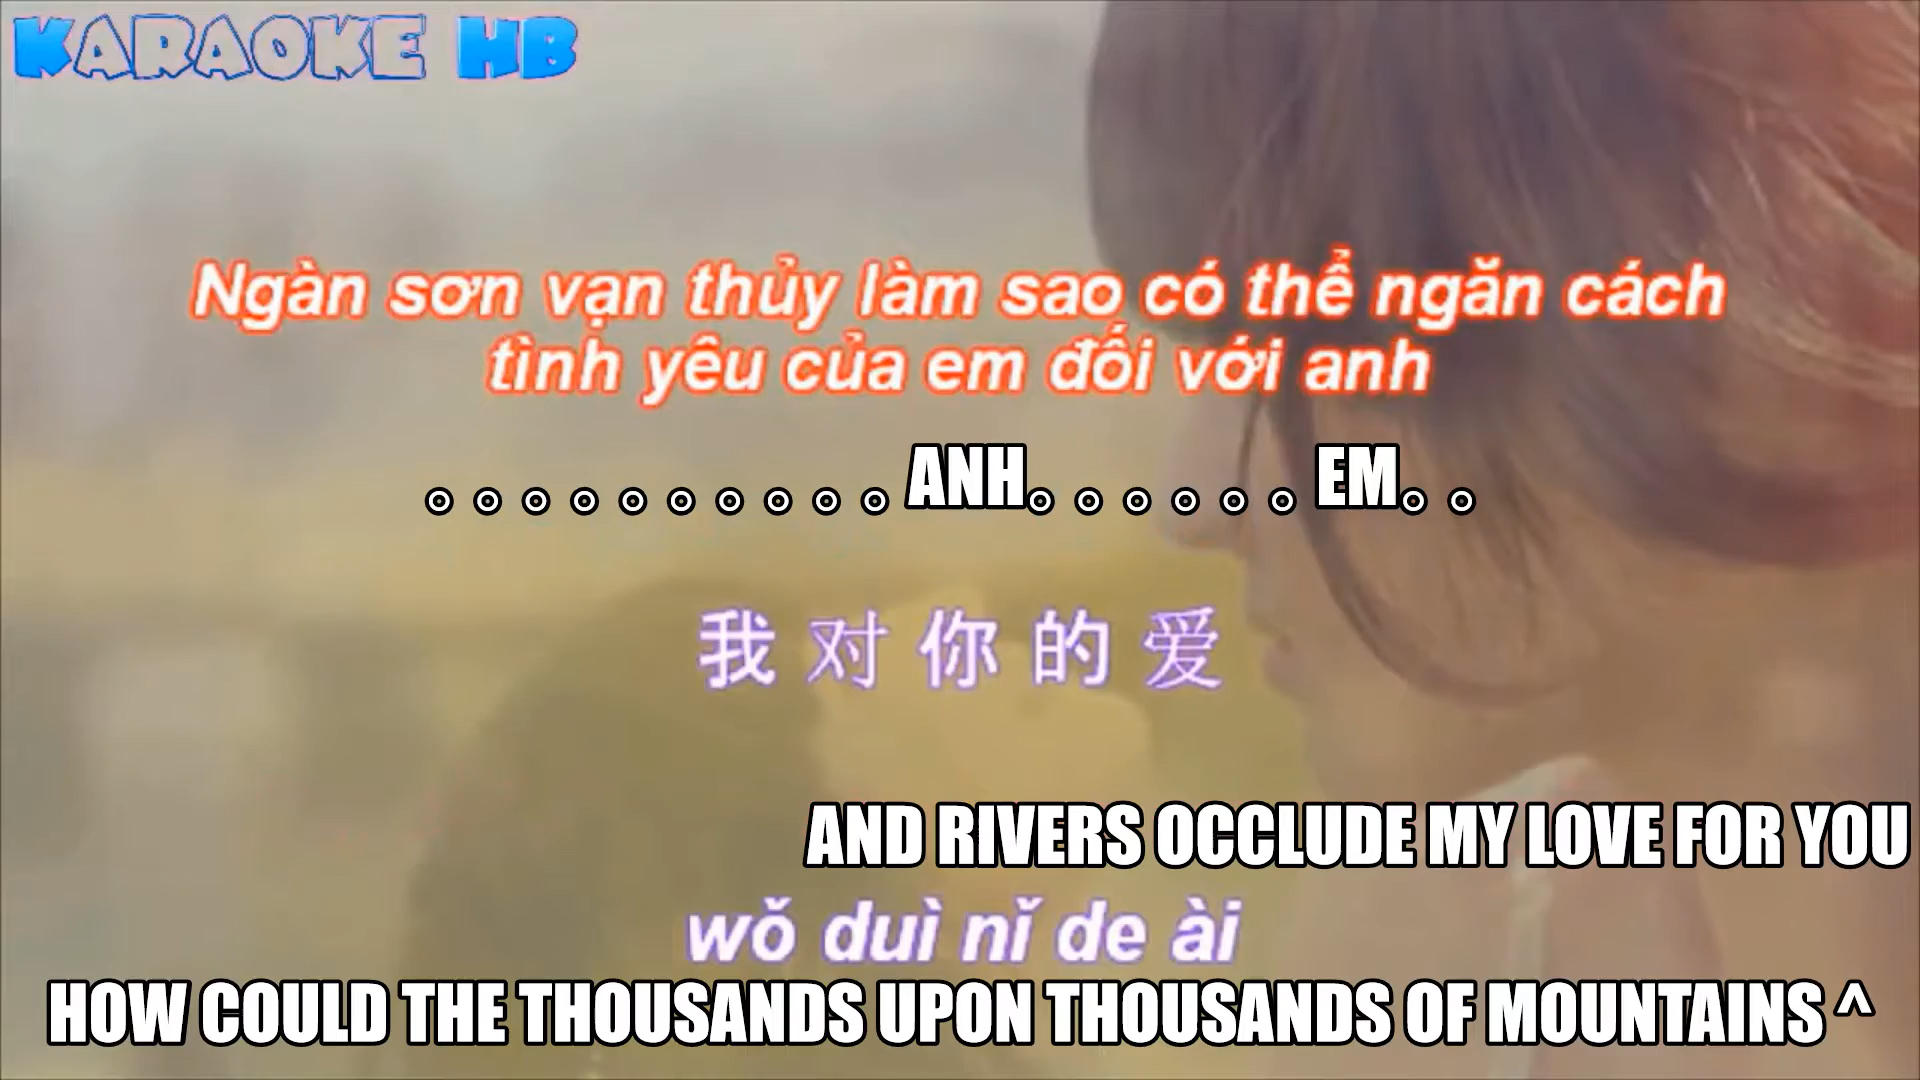 KARAOKE HB
Ngàn sơn vạn thủy làm sao có thể ngăn cách
tình yêu của em đối với anh
。。。。。。。。。。ANH。。。。。。EM。。
我 对 你 的 爱
AND RIVERS OCCLUDE MY LOVE FOR YOU
wǒ duì nǐ de ài
HOW COULD THE THOUSANDS UPON THOUSANDS OF MOUNTAINS ^